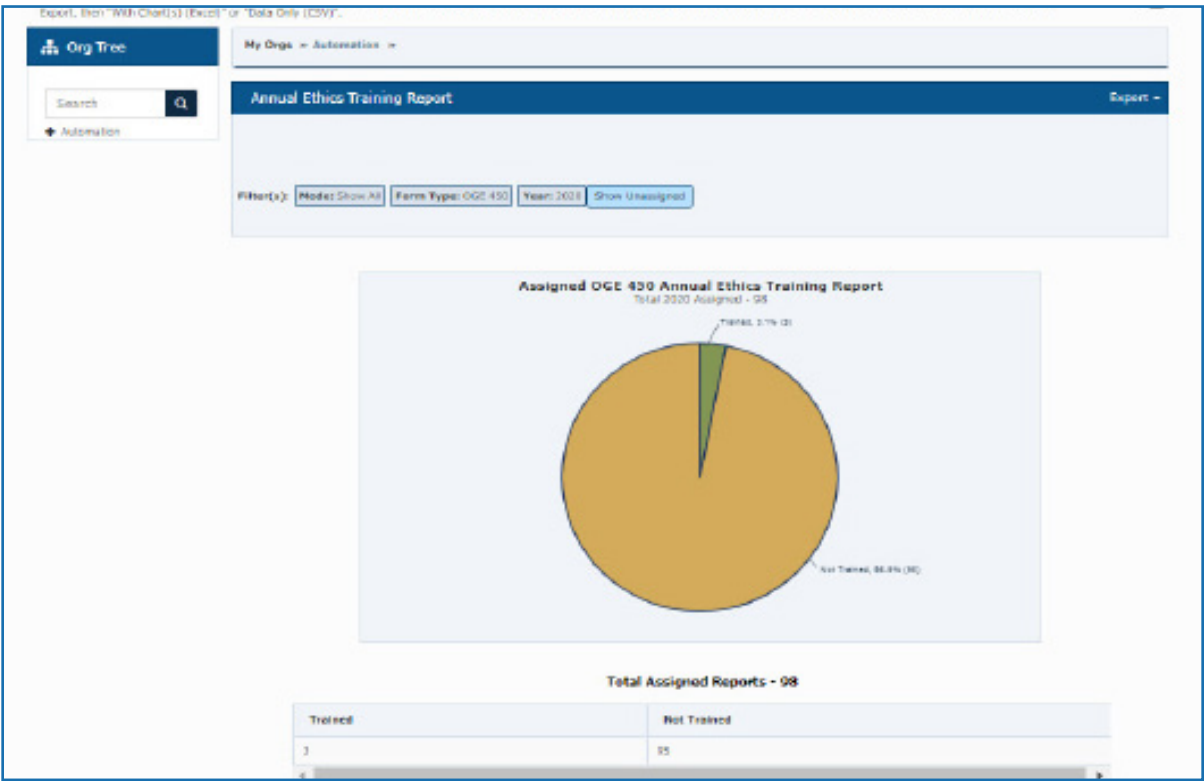 Export, then "With Chart(s) (Excel)" or "Data Only (CSV)".
Org Tree
Search
Automation
My Orgs » Automation »
Annual Ethics Training Report
Export
Filter(s): Mode: Show All Form Type: OGE 450 Year: 2020 Show Unassigned
Assigned OGE 450 Annual Ethics Training Report
Total 2020 Assigned - 98
Trained, 3.1% (3)
Not Trained, (95)
Total Assigned Reports - 98
Trained Not Trained
3 95